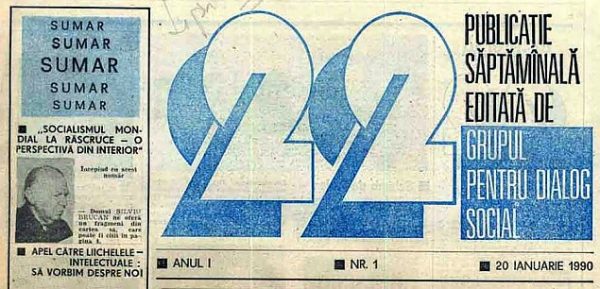 SUMAR
SUMAR
SUMAR
SUMAR
SUMAR
„SOCIALISMUL MON-
DIAL LA RĂSCRUCE – O
PERSPECTIVĂ DIN INTERIOR“
Începînd cu acest
număr
— Domnul SILVIU
BRUCAN ne oferă
un fragment din
cartea sa, care
poate fi citit în pa-
gina 5.
APEL CĂTRE LIICHELELE-
INTELECTUALE :
SĂ VORBIM DESPRE NOI
22
PUBLICAȚIE
SĂPTĂMÎNALĂ
EDITATĂ DE
GRUPUL
PENTRU DIALOG
SOCIAL
ANUL I
NR. 1
20 IANUARIE 1990